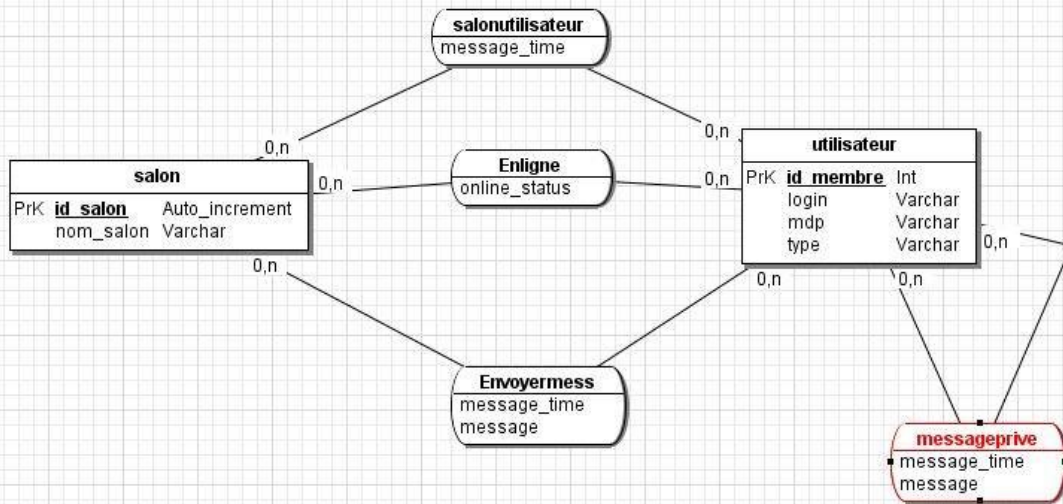 salonutilisateur
message_time
0,n
0,n
salon
PrK id_salon Auto_increment
nom_salon Varchar
0,n
Enligne
online_status
0,n
utilisateur
PrK id_membre Int
login Varchar
mdp Varchar
type Varchar
0,n
0,n
0,n
0,n
Envoyermess
message_time
message
messageprive
message_time
message